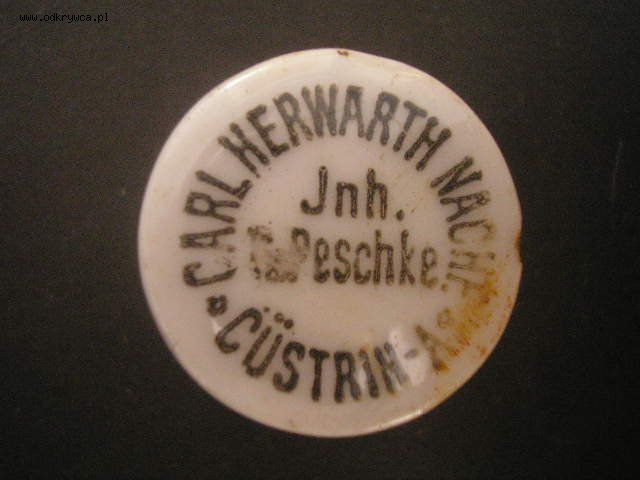 www.odkrywca.pl
CARL HERWARTH NACHF.
Jnh.
Peschke.
CÜSTRIN-A.